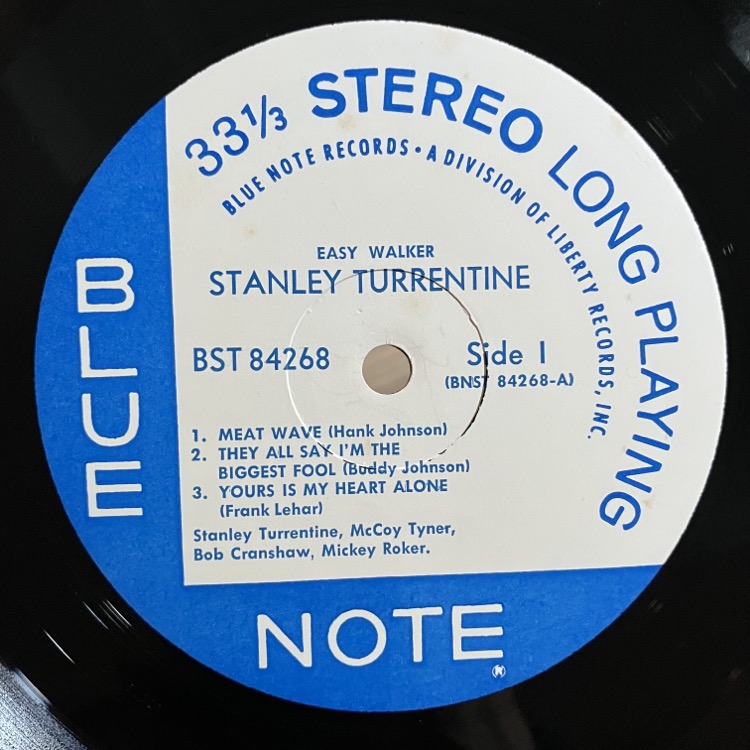 33⅓ STEREO LONG PLAYING
BLUE NOTE RECORDS • A DIVISION OF LIBERTY RECORDS, INC.
EASY WALKER
STANLEY TURRENTINE
BST 84268
Side 1
(BNST 84268-A)
1. MEAT WAVE (Hank Johnson)
2. THEY ALL SAY I'M THE
BIGGEST FOOL (Buddy Johnson)
3. YOURS IS MY HEART ALONE
(Frank Lehar)
Stanley Turrentine, McCoy Tyner,
Bob Cranshaw, Mickey Roker.
BLUE
NOTE
®